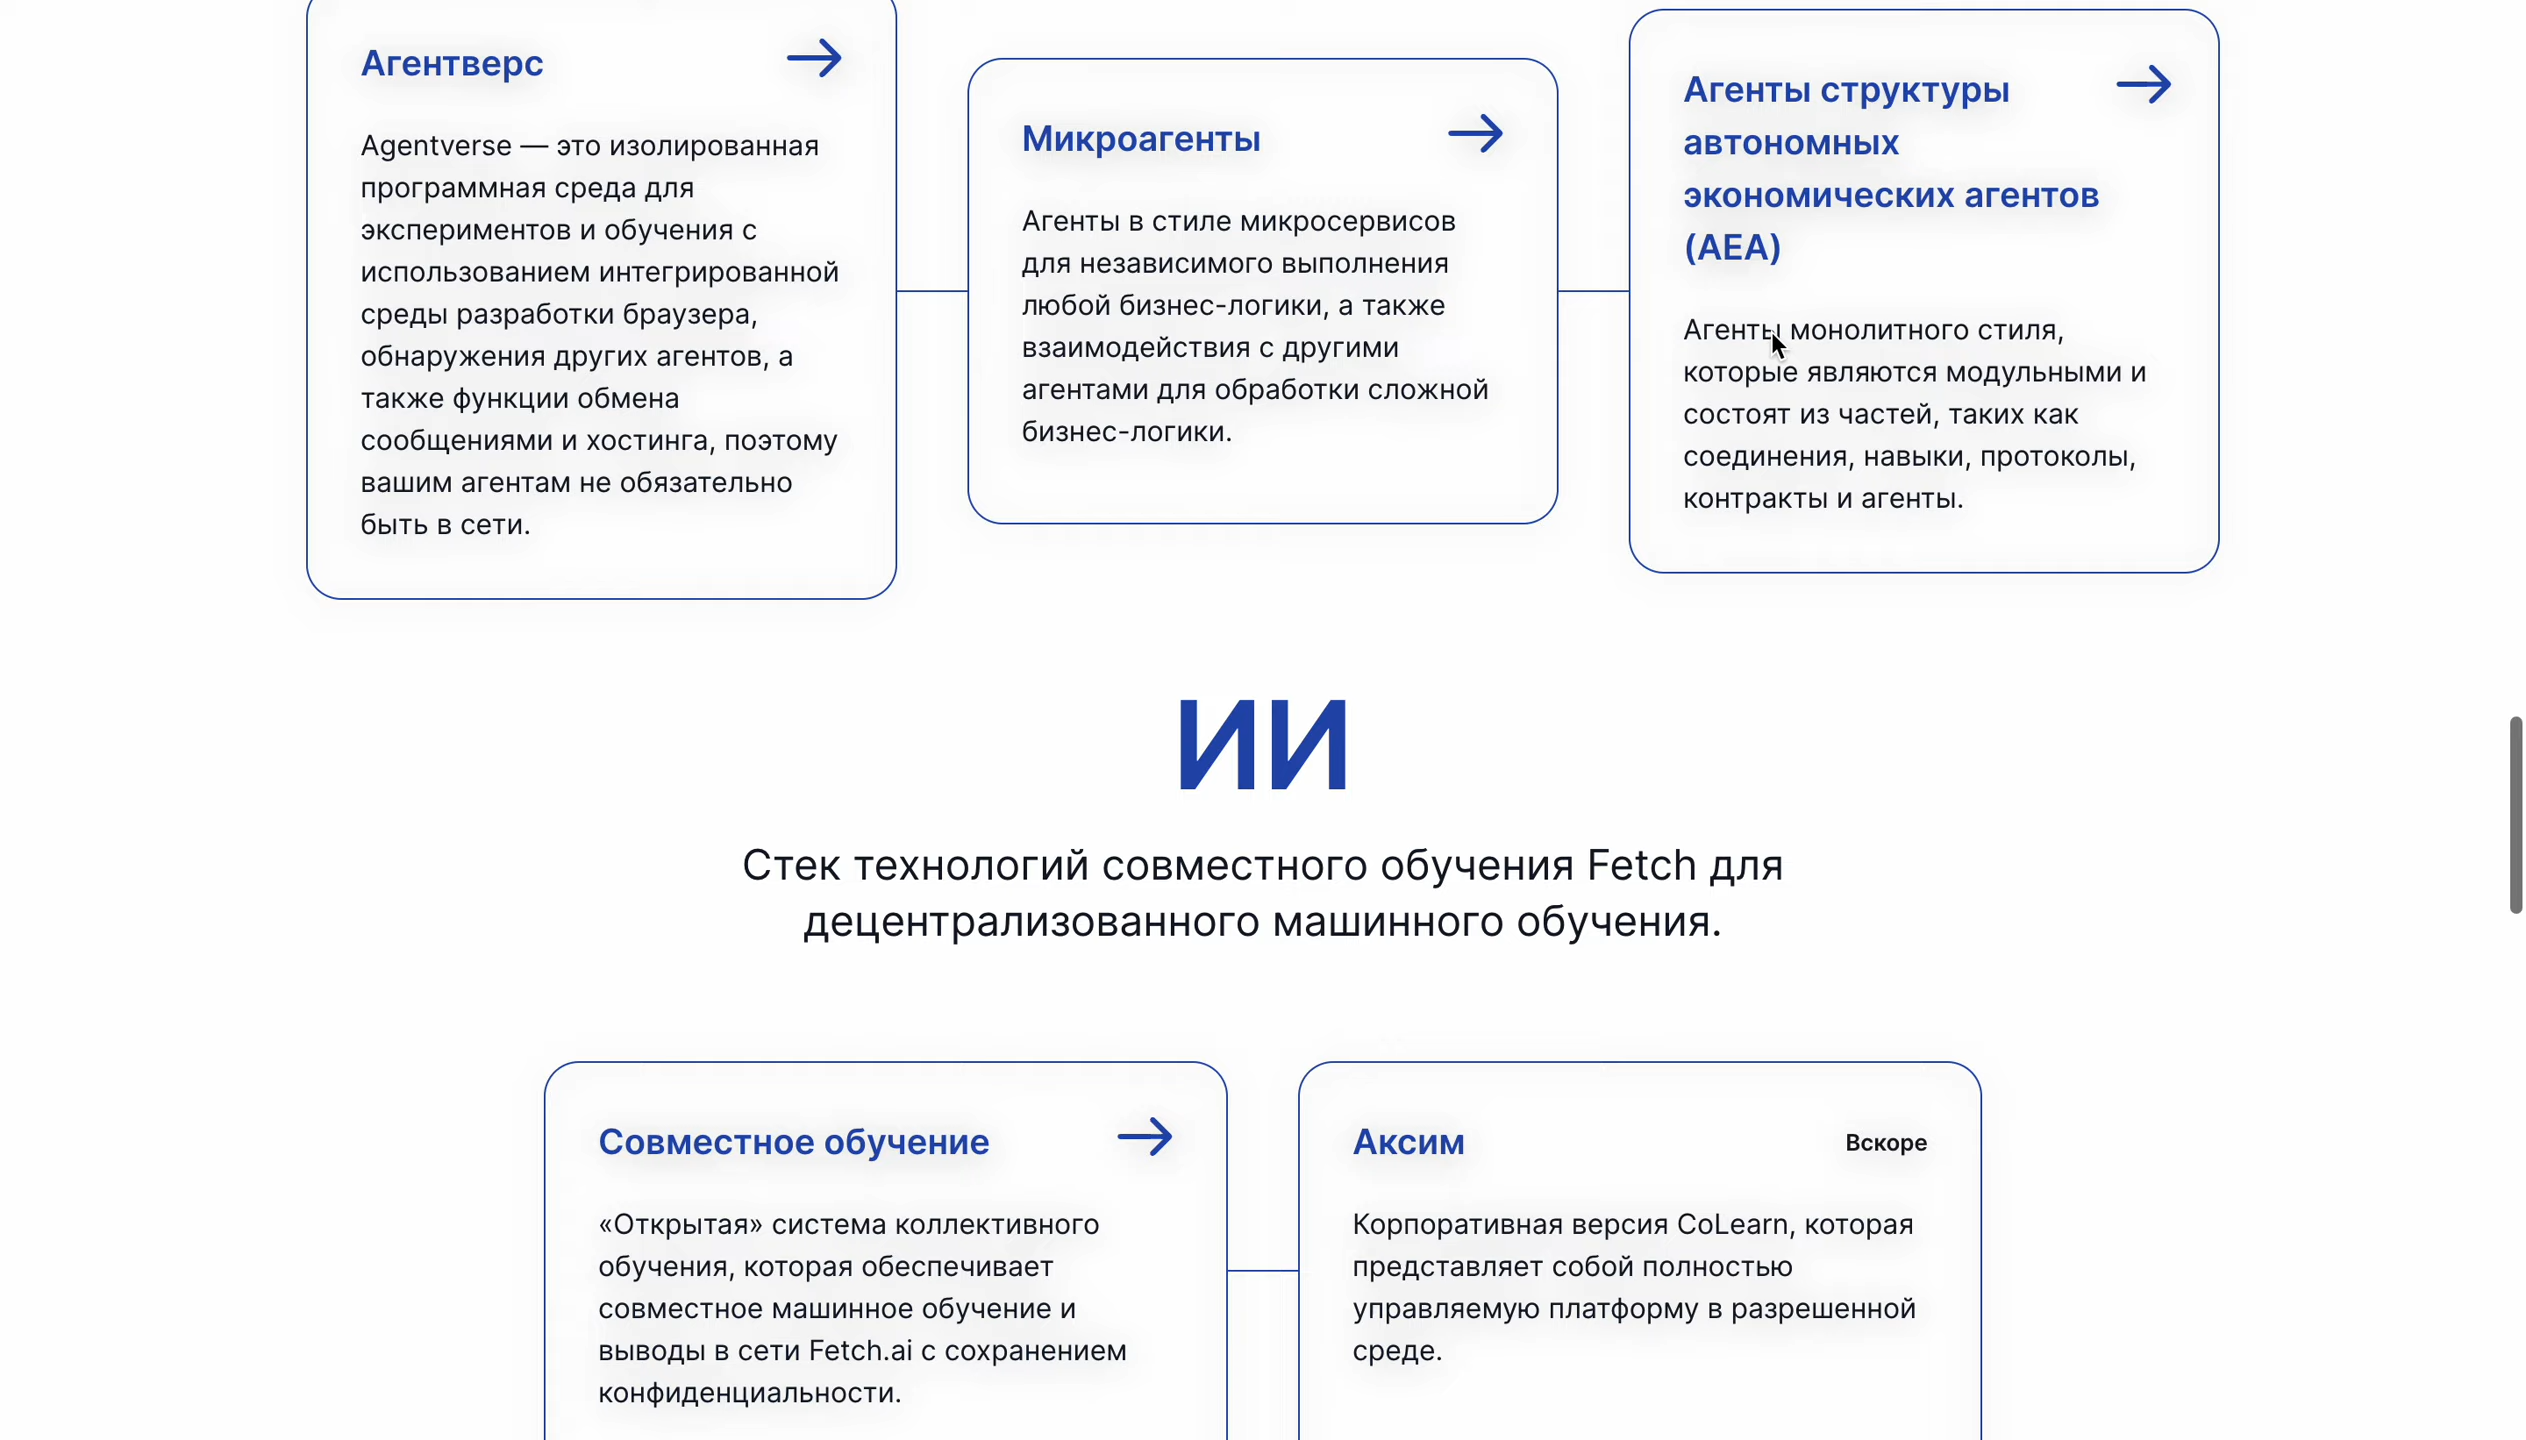 Агентверс
Agentverse — это изолированная
программная среда для
экспериментов и обучения с
использованием интегрированной
среды разработки браузера,
обнаружения других агентов, а
также функции обмена
сообщениями и хостинга, поэтому
вашим агентам не обязательно
быть в сети.
Микроагенты
Агенты в стиле микросервисов
для независимого выполнения
любой бизнес-логики, а также
взаимодействия с другими
агентами для обработки сложной
бизнес-логики.
Агенты структуры
автономных
экономических агентов
(AEA)
Агенты монолитного стиля,
которые являются модульными и
состоят из частей, таких как
соединения, навыки, протоколы,
контракты и агенты.
ИИ
Стек технологий совместного обучения Fetch для
децентрализованного машинного обучения.
Совместное обучение
«Открытая» система коллективного
обучения, которая обеспечивает
совместное машинное обучение и
выводы в сети Fetch.ai с сохранением
конфиденциальности.
Аксим
Вскоре
Корпоративная версия CoLearn, которая
представляет собой полностью
управляемую платформу в разрешенной
среде.